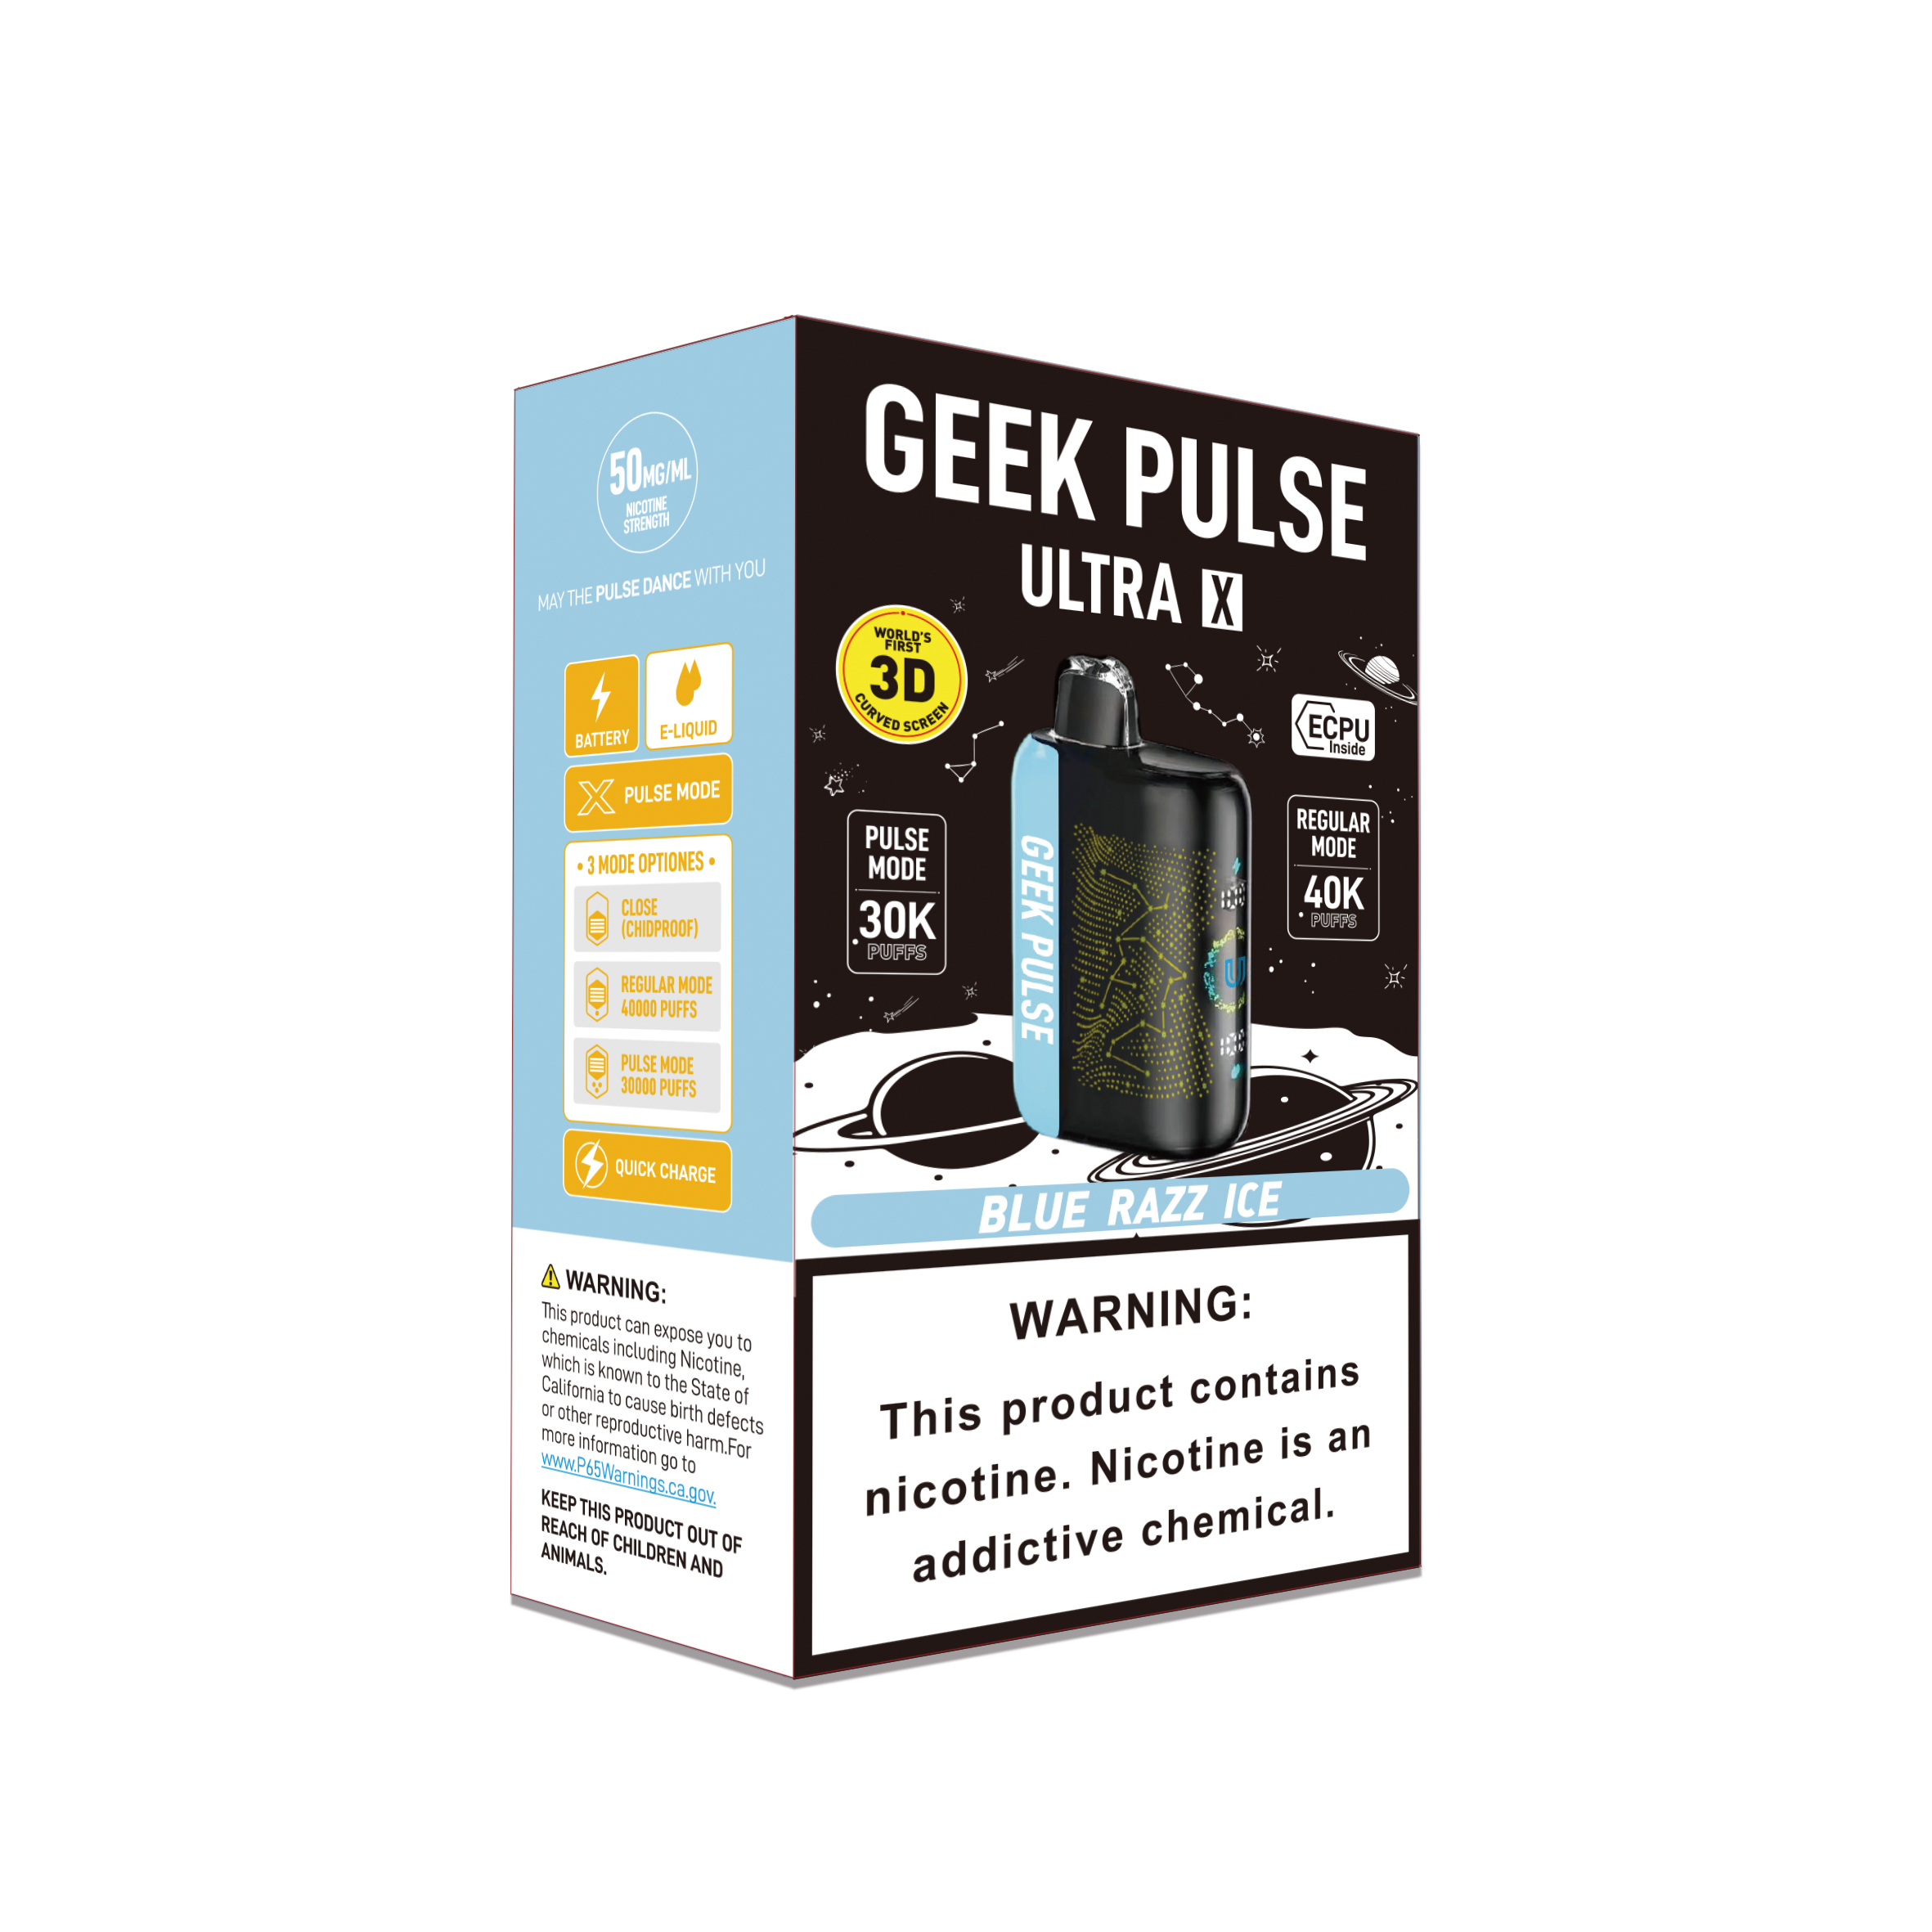 50MG/ML
NICOTINE
STRENGTH
MAY THE PULSE DANCE WITH YOU
BATTERY
E-LIQUID
X PULSE MODE
• 3 MODE OPTIONES •
CLOSE
(CHIDPROOF)
REGULAR MODE
40000 PUFFS
PULSE MODE
30000 PUFFS
QUICK CHARGE
WARNING:
This product can expose you to
chemicals including Nicotine,
which is known to the State of
California to cause birth defects
or other reproductive harm.For
more information go to
www.P65Warnings.ca.gov.
KEEP THIS PRODUCT OUT OF
REACH OF CHILDREN AND
ANIMALS.
GEEK PULSE
ULTRA X
WORLD'S
FIRST
3D
CURVED SCREEN
ECPU
Inside
PULSE
MODE
30K
PUFFS
REGULAR
MODE
40K
PUFFS
GEEK PULSE
U
BLUE RAZZ ICE
WARNING:
This product contains
nicotine. Nicotine is an
addictive chemical.